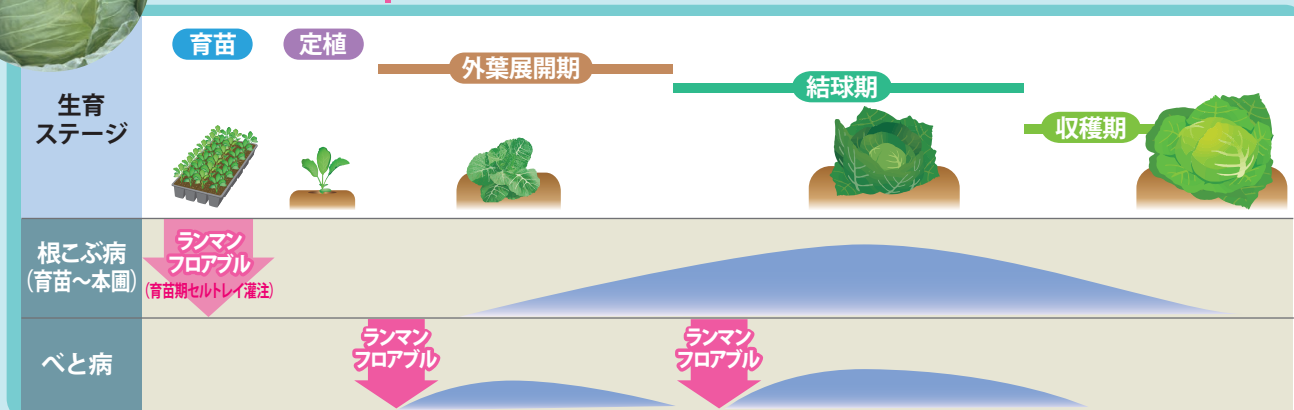 育苗
定植
外葉展開期
結球期
収穫期
生育
ステージ
根こぶ病
(育苗〜本圃)
ランマン
フロアブル
(育苗期セルトレイ灌注)
べと病
ランマン
フロアブル
ランマン
フロアブル